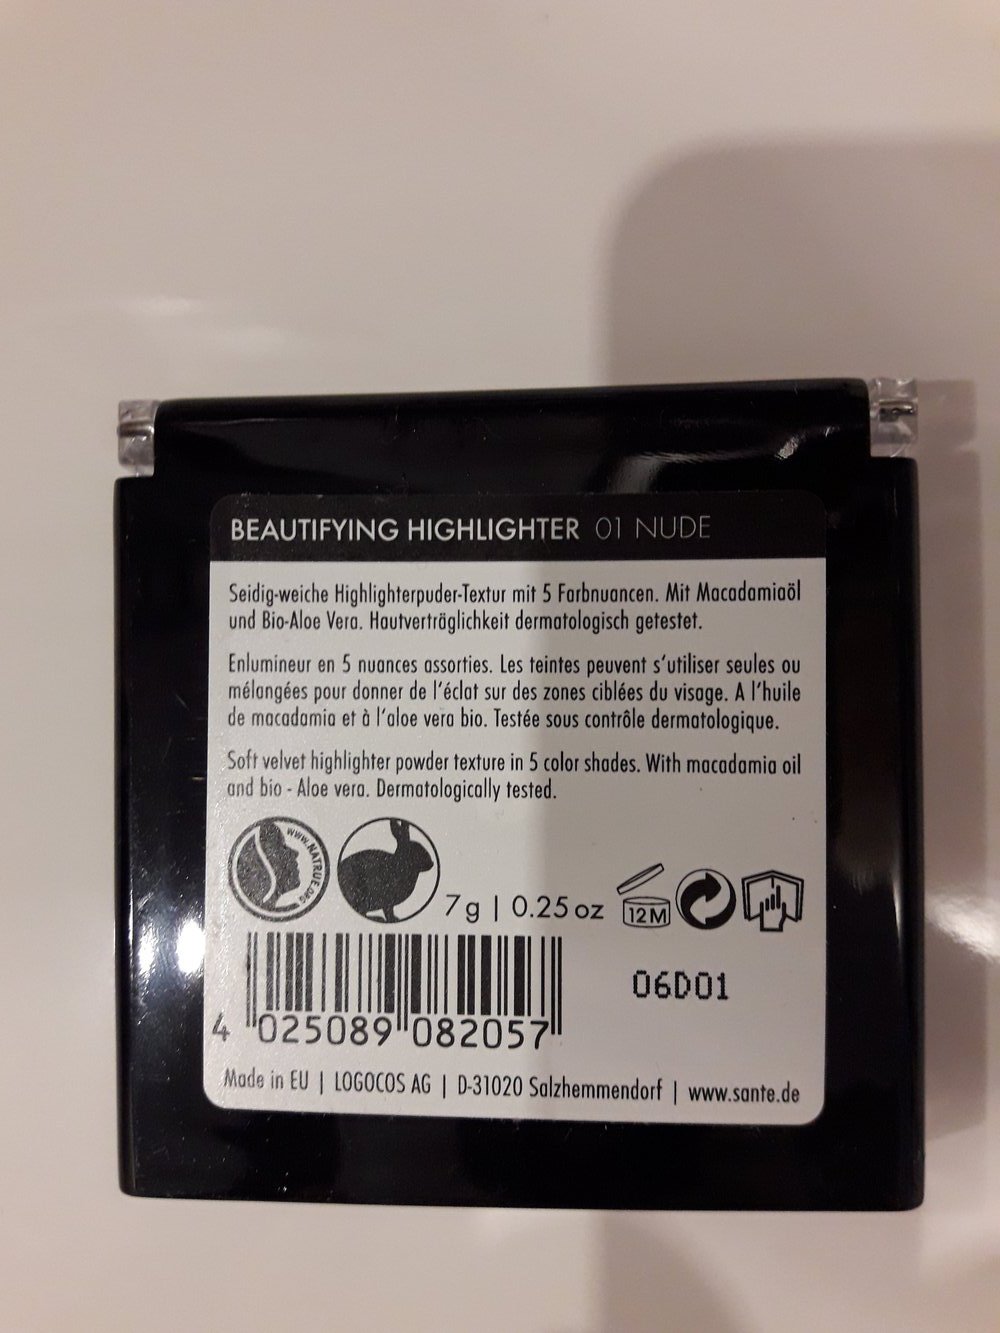 BEAUTIFYING HIGHLIGHTER 01 NUDE
Seidig-weiche Highlighterpuder-Textur mit 5 Farbnuancen. Mit Macadamiaöl
und Bio-Aloe Vera. Hautverträglichkeit dermatologisch getestet.
Enlumineur en 5 nuances assorties. Les teintes peuvent s'utiliser seules ou
mélangées pour donner de l'éclat sur des zones ciblées du visage. A l'huile
de macadamia et à l'aloe vera bio. Testée sous contrôle dermatologique.
Soft velvet highlighter powder texture in 5 color shades. With macadamia oil
and bio - Aloe vera. Dermatologically tested.
WWW.NATRUE.ORG
7 g | 0.25 oz
12M
06D01
4 025089 082057
Made in EU | LOGOCOS AG | D-31020 Salzhemmendorf | www.sante.de